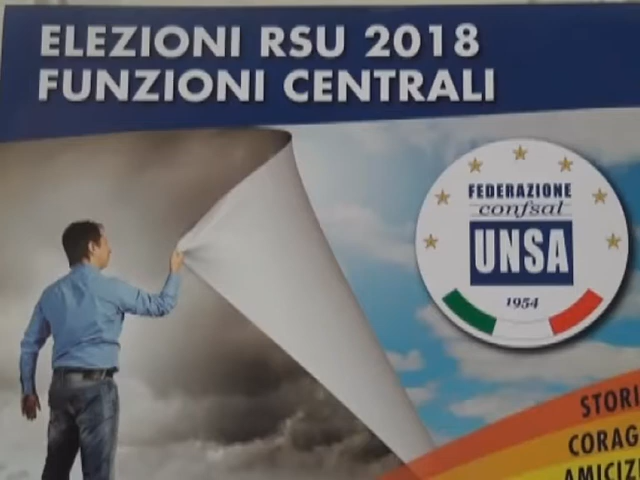 ELEZIONI RSU 2018
FUNZIONI CENTRALI
FEDERAZIONE
confsal
UNSA
1954